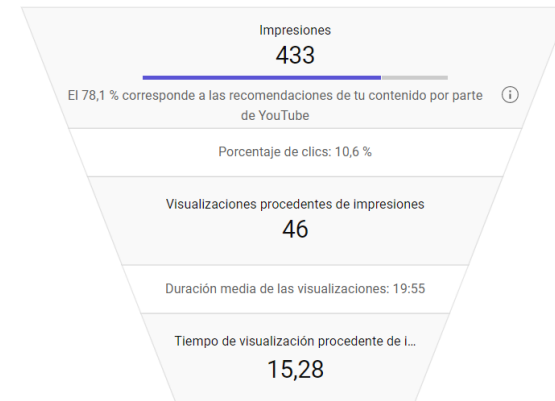 Impresiones
433
El 78,1 % corresponde a las recomendaciones de tu contenido por parte
de YouTube
Porcentaje de clics: 10,6 %
Visualizaciones procedentes de impresiones
46
Duración media de las visualizaciones: 19:55
Tiempo de visualización procedente de i...
15,28